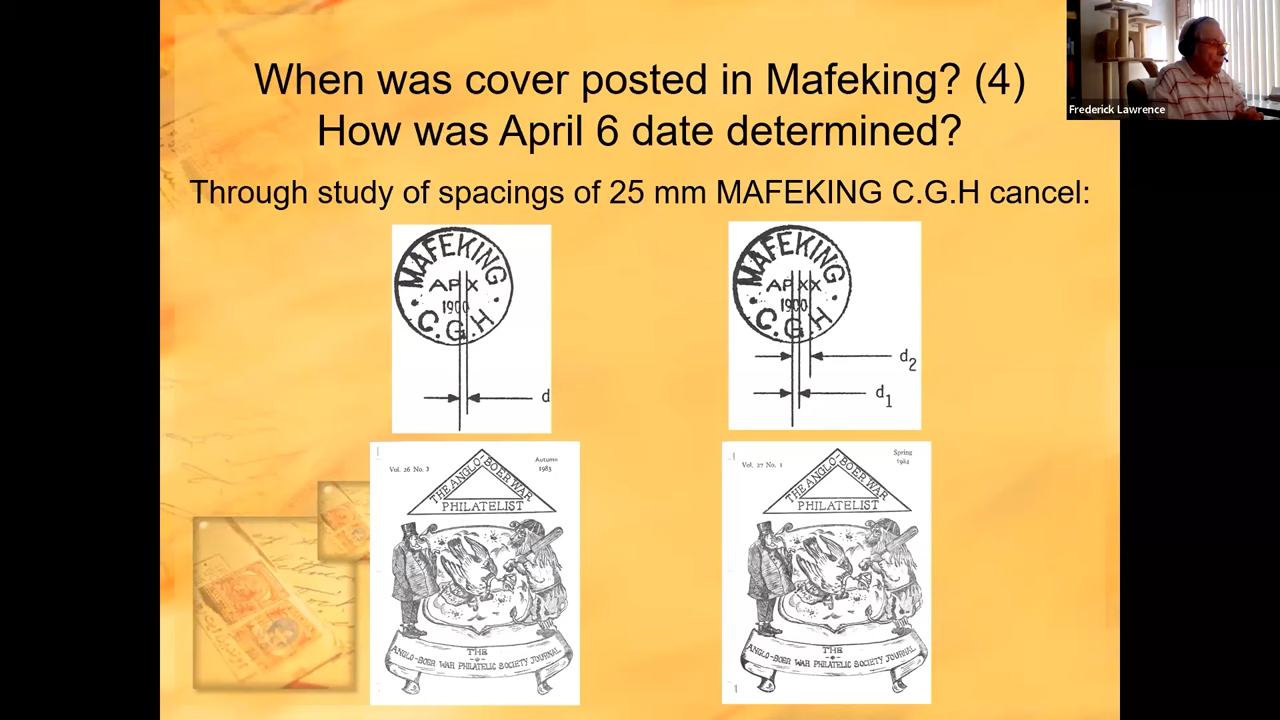 When was cover posted in Mafeking? (4)
How was April 6 date determined?
Through study of spacings of 25 mm MAFEKING C.G.H cancel:
MAFEKING
AP X
1900
C.G.H
d
MAFEKING
AP XX
1900
C.G.H
d2
d1
Vol. 26 No. 3
Autumn
1983
THE ANGLO-BOER WAR
PHILATELIST
THE
ANGLO-BOER WAR PHILATELIC SOCIETY JOURNAL
Vol. 27 No. 1
Spring
1984
THE ANGLO-BOER WAR
PHILATELIST
THE
ANGLO-BOER WAR PHILATELIC SOCIETY JOURNAL
Frederick Lawrence